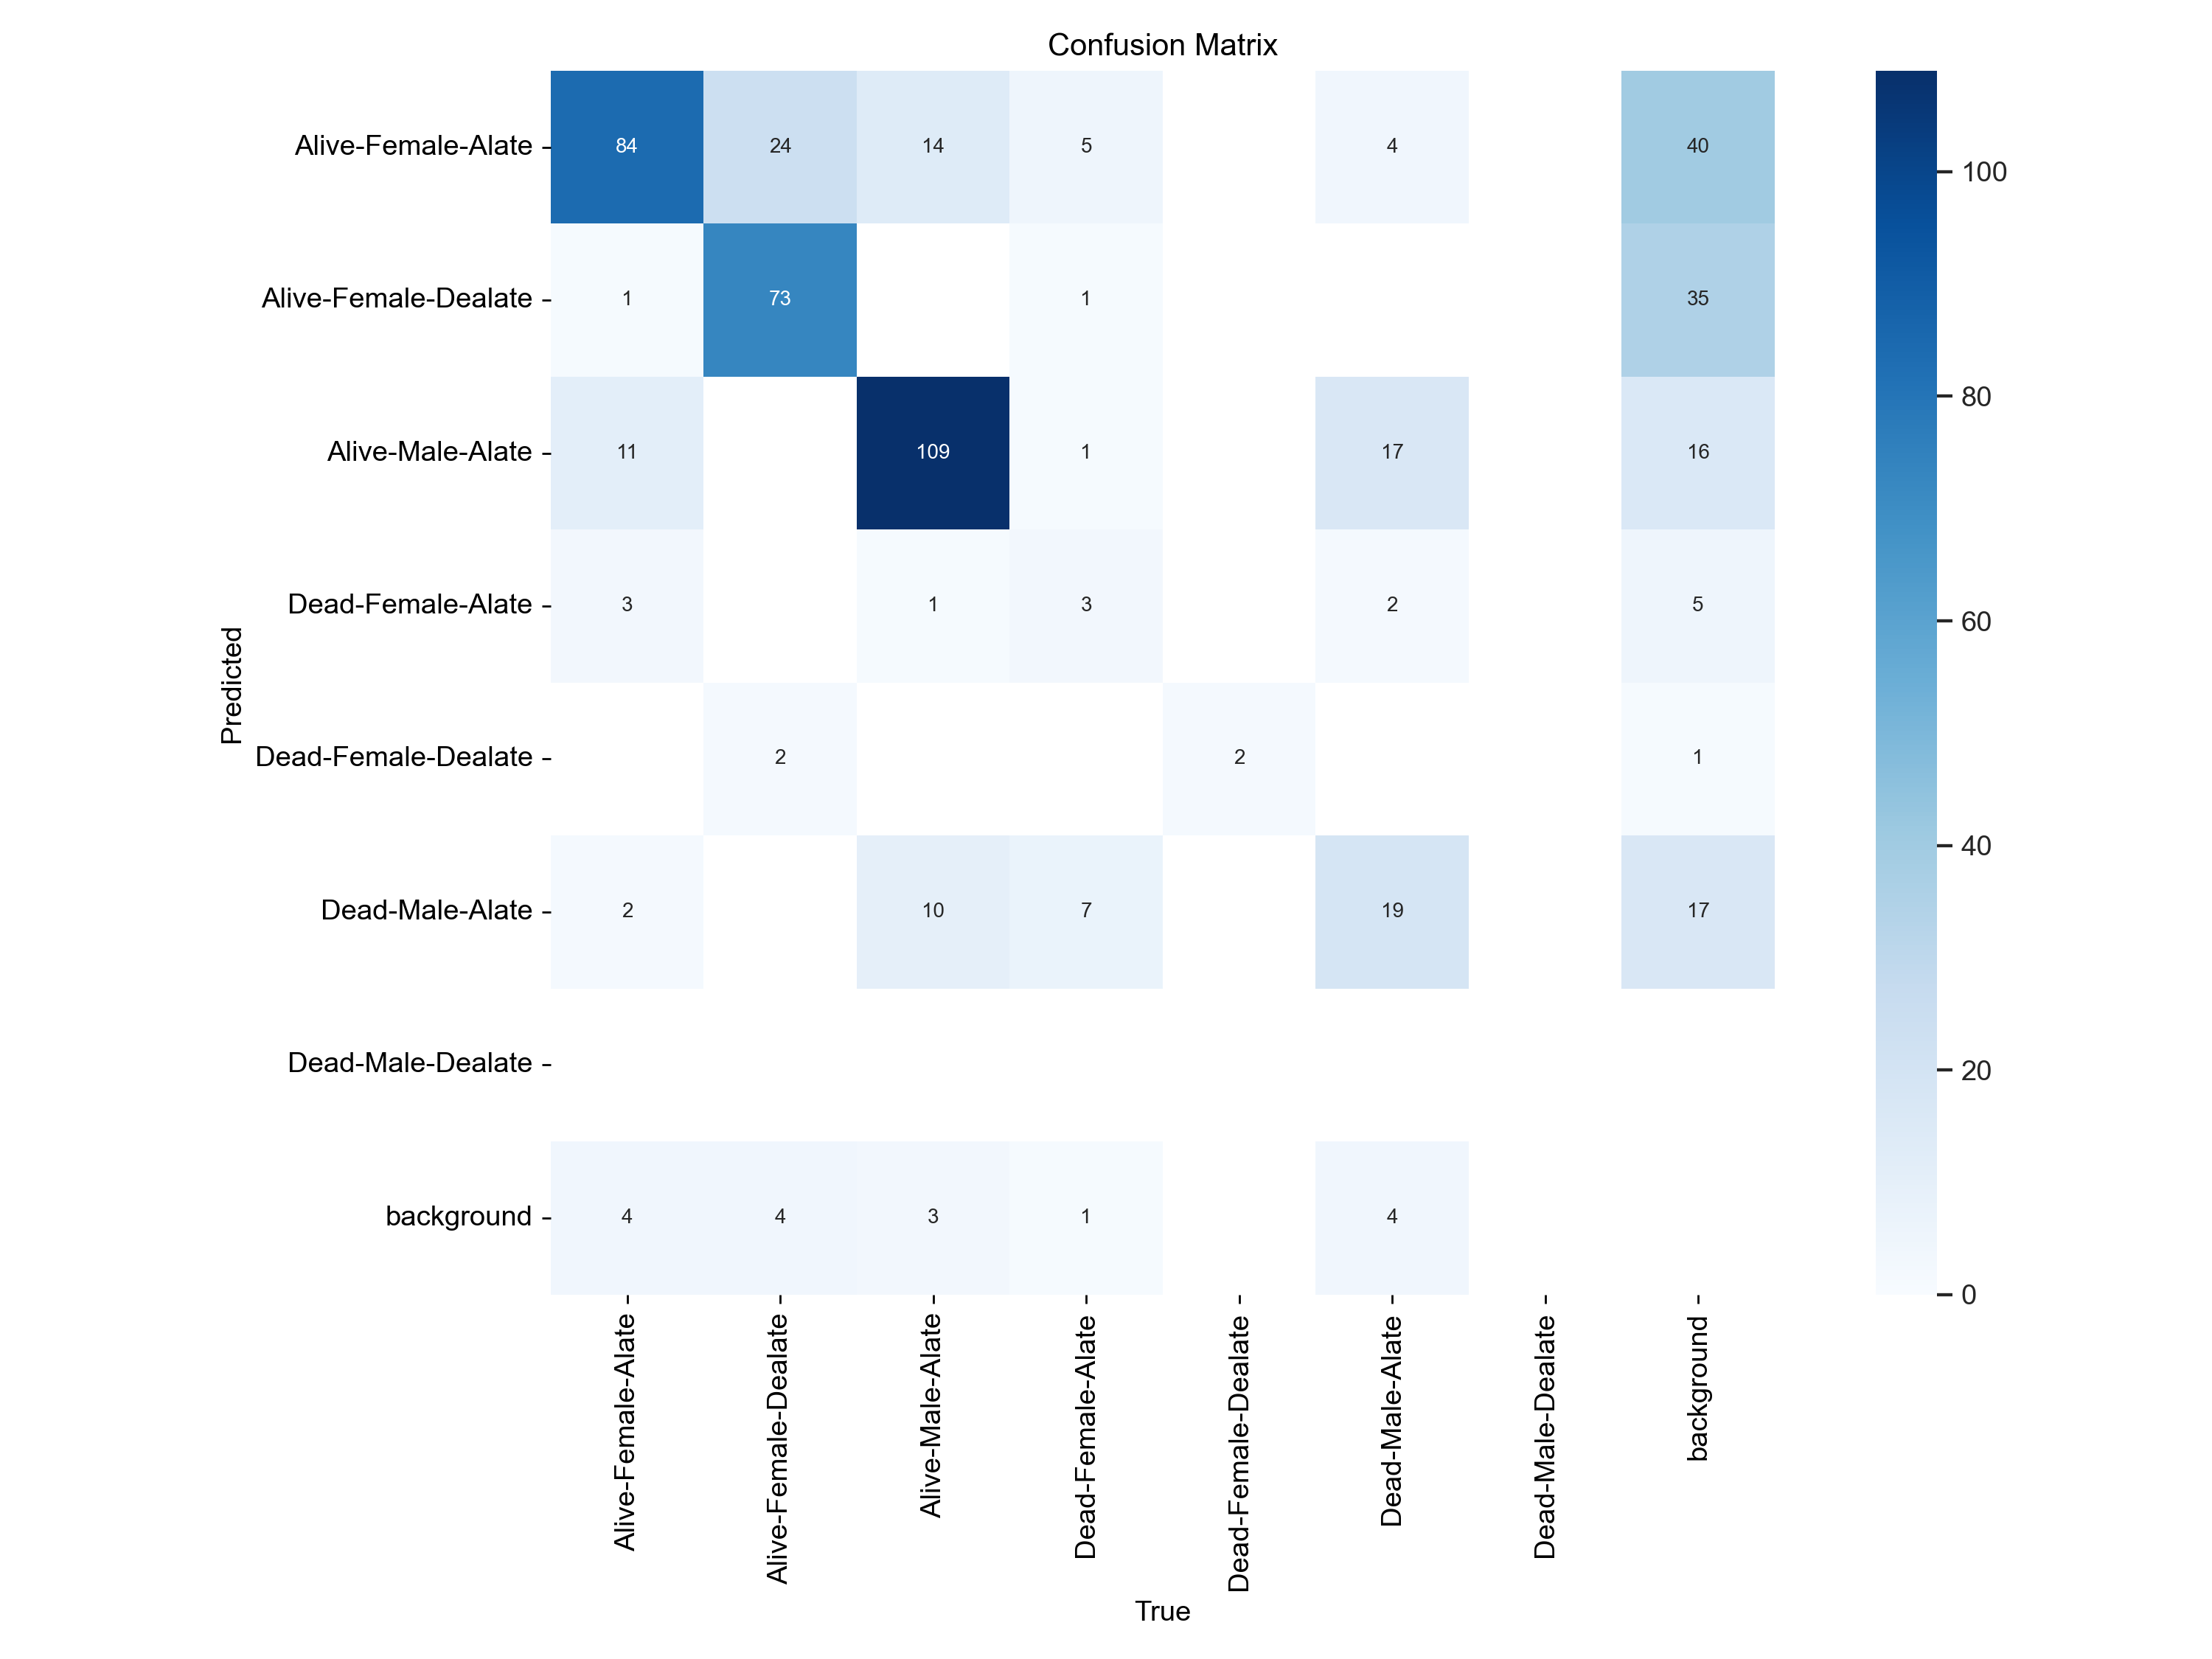 Confusion Matrix
Predicted
Alive-Female-Alate 84 24 14 5 4 40
Alive-Female-Dealate 1 73 1 35
Alive-Male-Alate 11 109 1 17 16
Dead-Female-Alate 3 1 3 2 5
Dead-Female-Dealate 2 2 1
Dead-Male-Alate 2 10 7 19 17
Dead-Male-Dealate
background 4 4 3 1 4
Alive-Female-Alate
Alive-Female-Dealate
Alive-Male-Alate
Dead-Female-Alate
Dead-Female-Dealate
Dead-Male-Alate
Dead-Male-Dealate
background
True
100
80
60
40
20
0